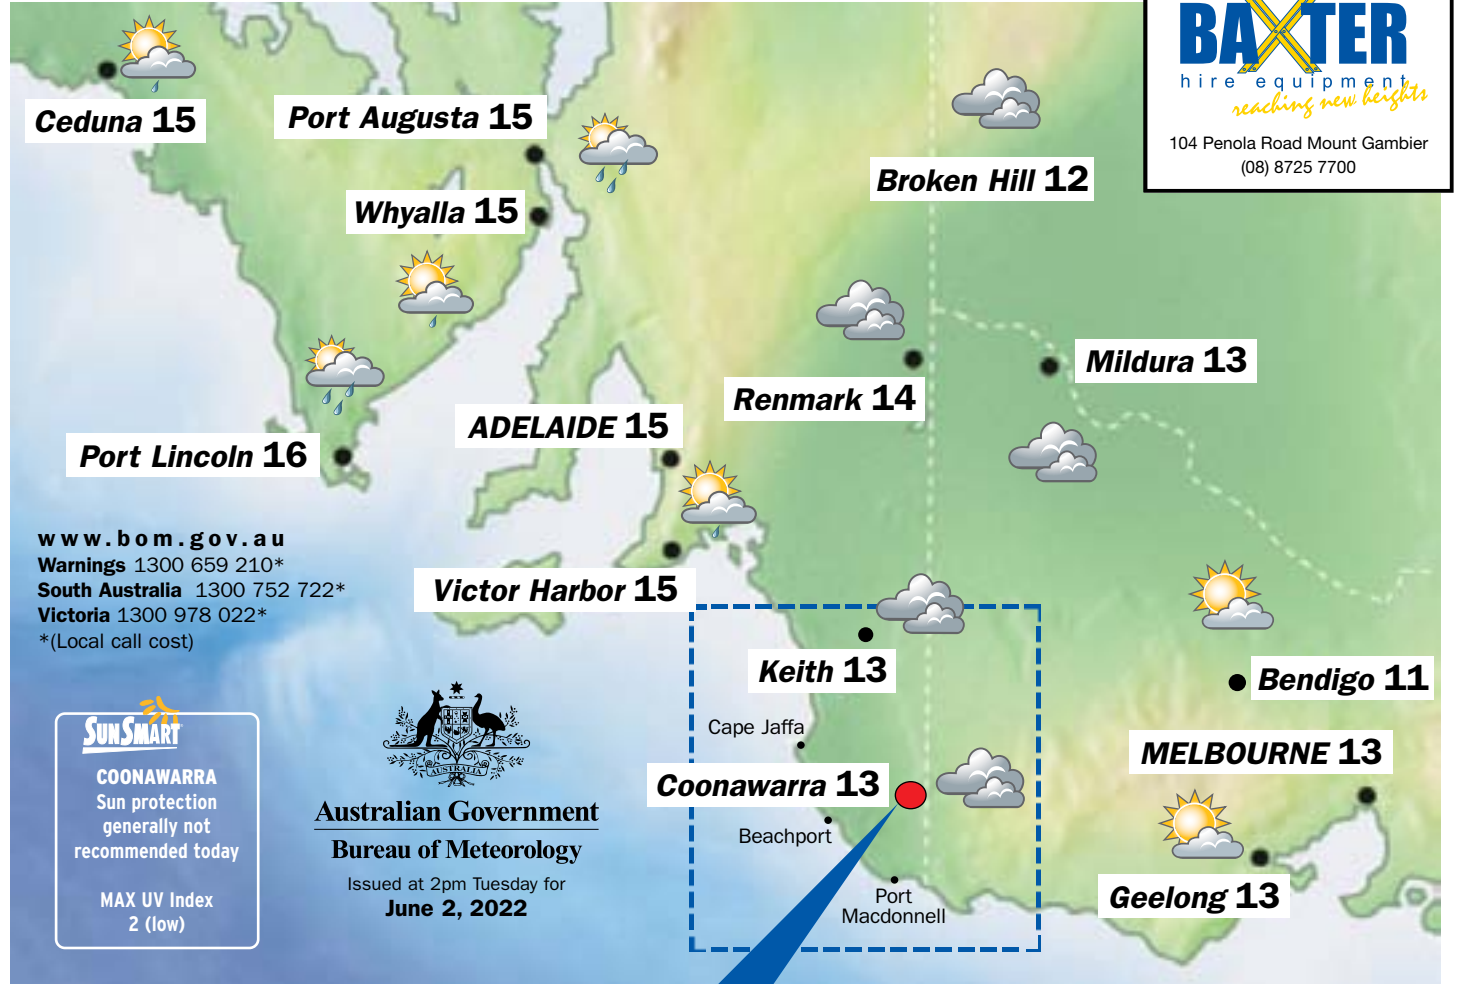 BAXTER
hire equipment
reaching new heights
104 Penola Road Mount Gambier
(08) 8725 7700
Ceduna 15
Port Augusta 15
Whyalla 15
Broken Hill 12
Renmark 14
Mildura 13
ADELAIDE 15
Port Lincoln 16
Victor Harbor 15
www.bom.gov.au
Warnings 1300 659 210*
South Australia 1300 752 722*
Victoria 1300 978 022*
*(Local call cost)
Keith 13
Bendigo 11
Cape Jaffa
MELBOURNE 13
Coonawarra 13
Beachport
Geelong 13
Port
Macdonnell
SUNSMART
COONAWARRA
Sun protection
generally not
recommended today
MAX UV Index
2 (low)
AUSTRALIA
Australian Government
Bureau of Meteorology
Issued at 2pm Tuesday for
June 2, 2022